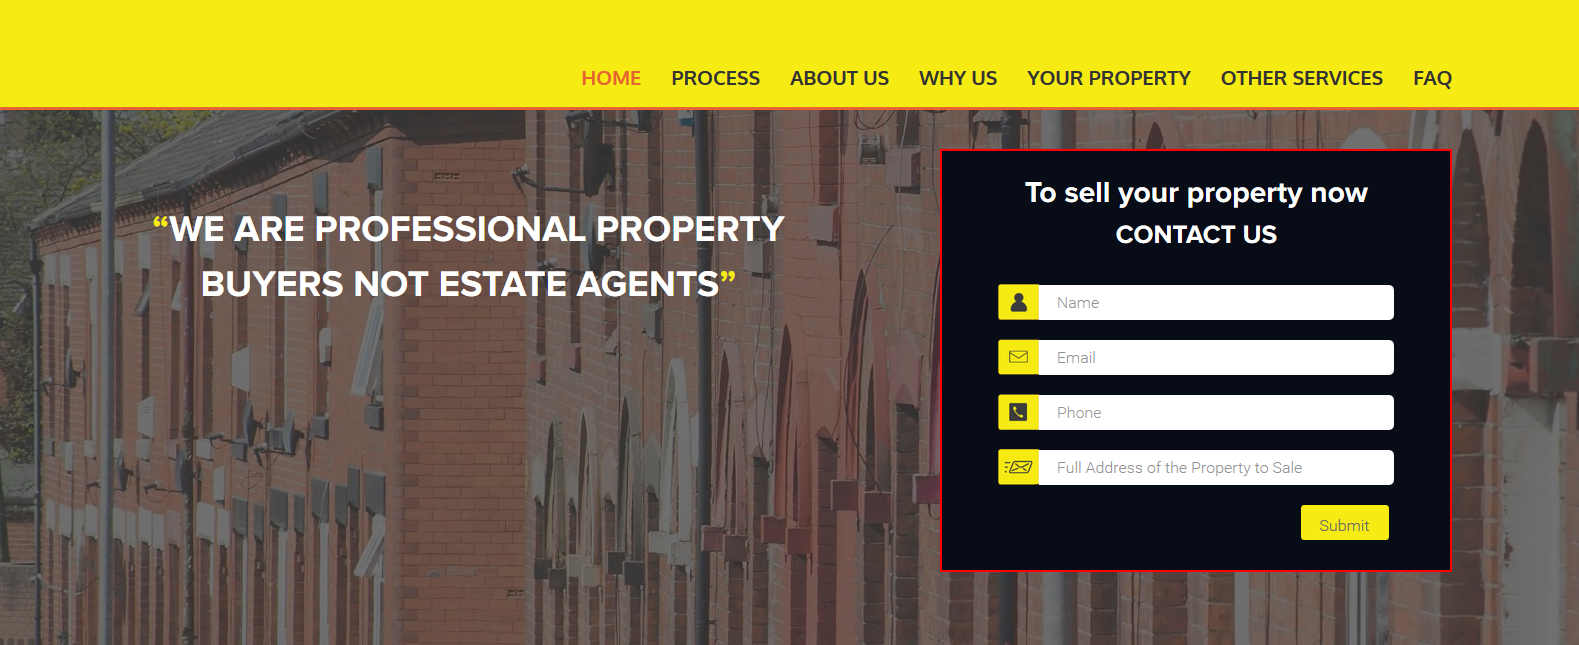 HOME PROCESS ABOUT US WHY US YOUR PROPERTY OTHER SERVICES FAQ
“WE ARE PROFESSIONAL PROPERTY
BUYERS NOT ESTATE AGENTS”
To sell your property now
CONTACT US
Name
Email
Phone
Full Address of the Property to Sale
Submit